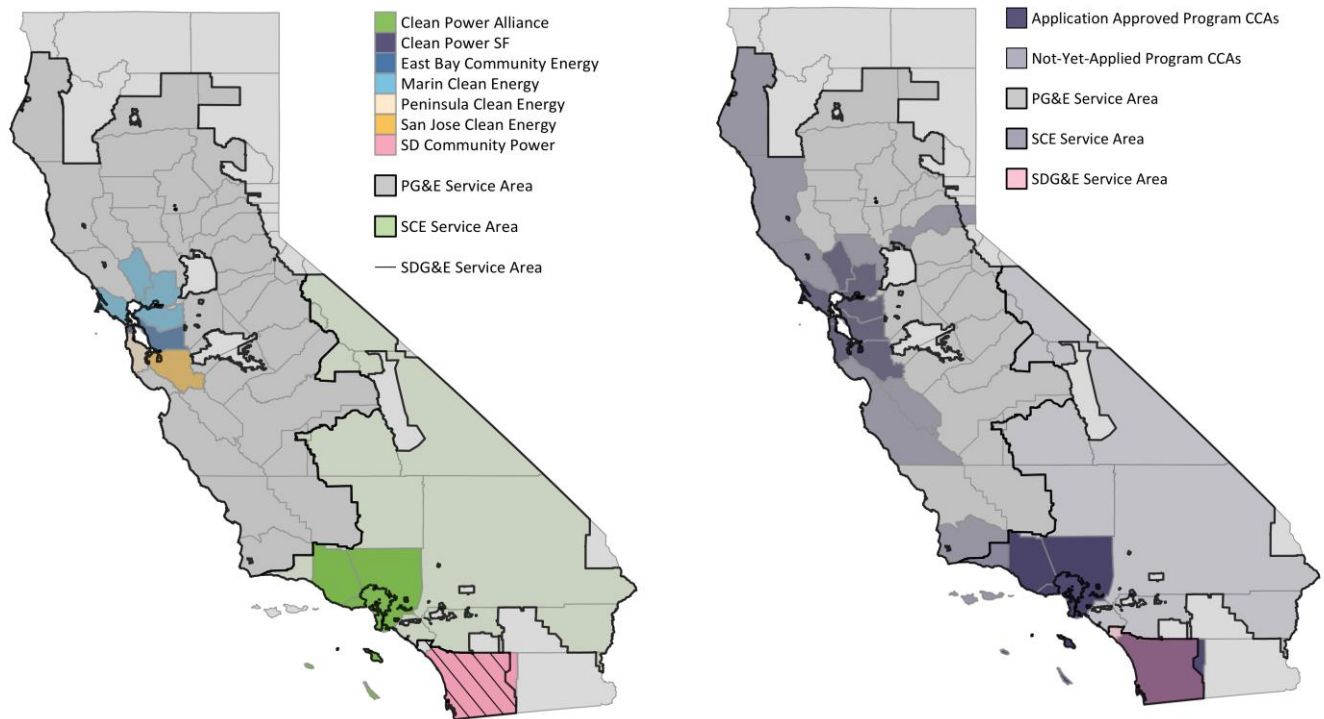 Clean Power Alliance
Clean Power SF
East Bay Community Energy
Marin Clean Energy
Peninsula Clean Energy
San Jose Clean Energy
SD Community Power
PG&E Service Area
SCE Service Area
SDG&E Service Area
Application Approved Program CCAs
Not-Yet-Applied Program CCAs
PG&E Service Area
SCE Service Area
SDG&E Service Area